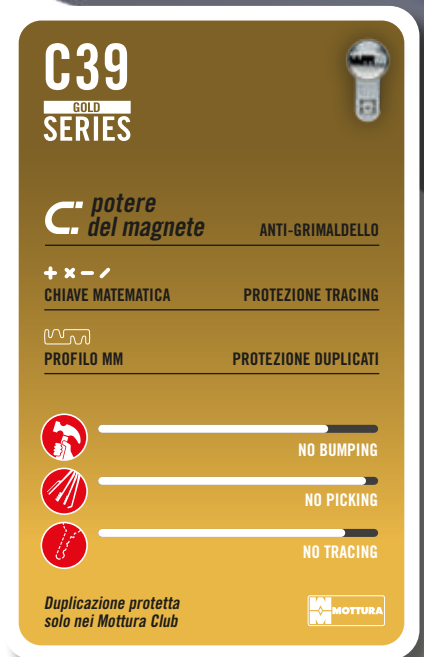 C39
GOLD
SERIES
potere
del magnete
ANTI-GRIMALDELLO
CHIAVE MATEMATICA
PROTEZIONE TRACING
PROFILO MM
PROTEZIONE DUPLICATI
NO BUMPING
NO PICKING
NO TRACING
Duplicazione protetta
solo nei Mottura Club
MOTTURA